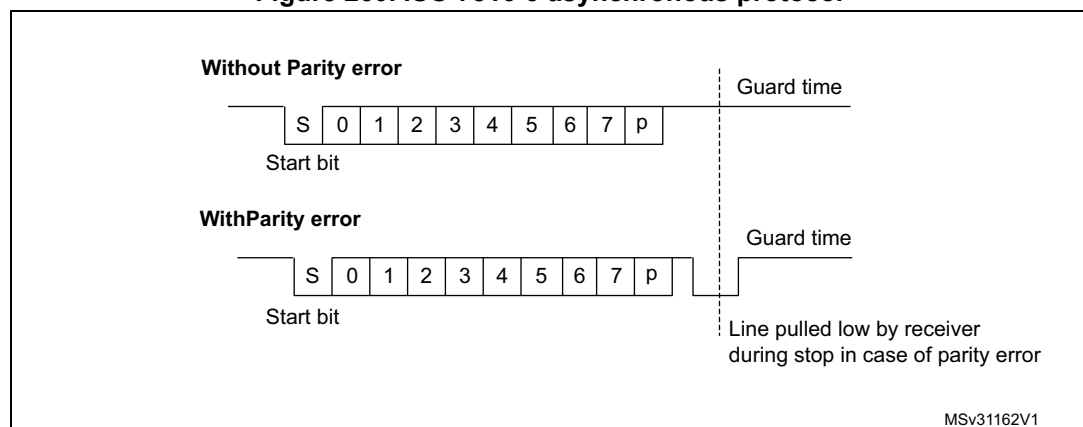 Without Parity error
Guard time
S 0 1 2 3 4 5 6 7 p
Start bit
WithParity error
Guard time
S 0 1 2 3 4 5 6 7 p
Start bit
Line pulled low by receiver
during stop in case of parity error
MSv31162V1